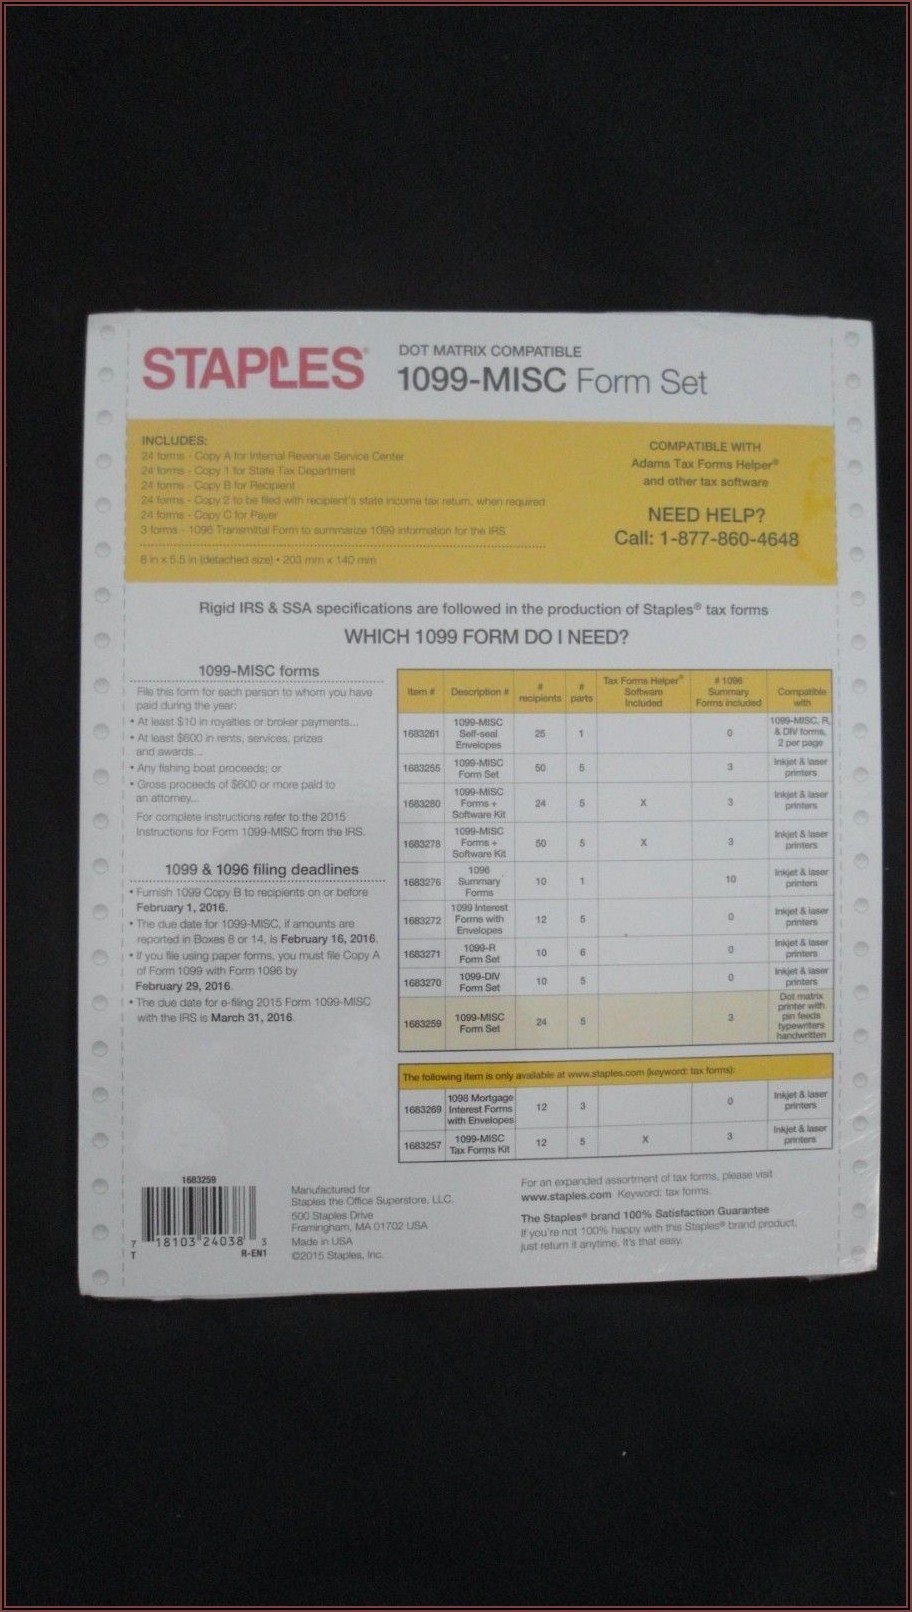 STAPLES®
DOT MATRIX COMPATIBLE
1099-MISC Form Set
INCLUDES:
24 forms - Copy A for Internal Revenue Service Center
24 forms - Copy 1 for State Tax Department
24 forms - Copy B for Recipient
24 forms - Copy 2 to be filed with recipient's state income tax return, when required
24 forms - Copy C for Payer
3 forms - 1096 Transmittal Form to summarize 1099 information for the IRS
8 in x 5.5 in (detached size) • 203 mm x 140 mm
COMPATIBLE WITH
Adams Tax Forms Helper®
and other tax software
NEED HELP?
Call: 1-877-860-4648
Rigid IRS & SSA specifications are followed in the production of Staples® tax forms
WHICH 1099 FORM DO I NEED?
1099-MISC forms
File this form for each person to whom you have
paid during the year:
• At least $10 in royalties or broker payments...
• At least $600 in rents, services, prizes
and awards...
• Any fishing boat proceeds; or
• Gross proceeds of $600 or more paid to
an attorney...
For complete instructions refer to the 2015
Instructions for Form 1099-MISC from the IRS.
1099 & 1096 filing deadlines
• Furnish 1099 Copy B to recipients on or before
February 1, 2016.
• The due date for 1099-MISC, if amounts are
reported in Boxes 8 or 14, is February 16, 2016.
• If you file using paper forms, you must file Copy A
of Form 1099 with Form 1096 by
February 29, 2016.
• The due date for e-filing 2015 Form 1099-MISC
with the IRS is March 31, 2016.
Item # Description # # recipients # parts Tax Forms Helper® Software Included # 1096 Summary Forms included Compatible with
1683261 1099-MISC Self-seal Envelopes 25 1 0 1099-MISC, R, & DIV forms, 2 per page
1683255 1099-MISC Form Set 50 5 3 Inkjet & laser printers
1683280 1099-MISC Forms + Software Kit 24 5 X 3 Inkjet & laser printers
1683278 1099-MISC Forms + Software Kit 50 5 X 3 Inkjet & laser printers
1683276 1096 Summary Forms 10 1 10 Inkjet & laser printers
1683272 1099 Interest Forms with Envelopes 12 5 0 Inkjet & laser printers
1683271 1099-R Form Set 10 6 0 Inkjet & laser printers
1683270 1099-DIV Form Set 10 5 0 Inkjet & laser printers
1683259 1099-MISC Form Set 24 5 3 Dot matrix printer with pin feeds typewriters handwritten
The following item is only available at www.staples.com (keyword: tax forms):
1683269 1098 Mortgage Interest Forms with Envelopes 12 3 0 Inkjet & laser printers
1683257 1099-MISC Tax Forms Kit 12 5 X 3 Inkjet & laser printers
1683259
7 18103 24038 3
T R-EN1
Manufactured for
Staples the Office Superstore, LLC.
500 Staples Drive
Framingham, MA 01702 USA
Made in USA
©2015 Staples, Inc.
For an expanded assortment of tax forms, please visit
www.staples.com Keyword: tax forms.
The Staples® brand 100% Satisfaction Guarantee
If you're not 100% happy with this Staples® brand product,
just return it anytime. It's that easy.